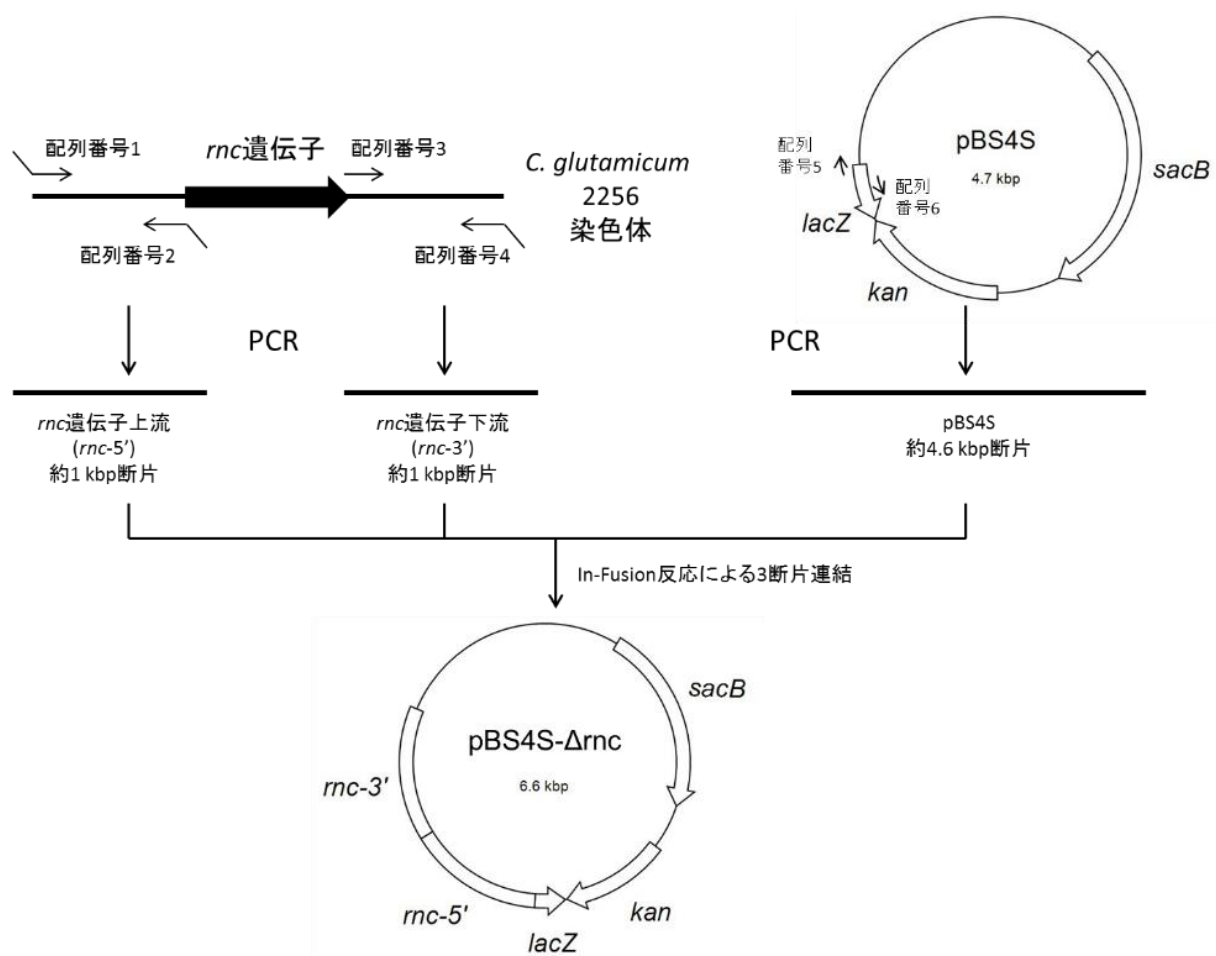 配列番号1
rnc遺伝子
配列番号3
配列番号2
配列番号4
C. glutamicum
2256
染色体
配列
番号5
配列
番号6
pBS4S
4.7 kbp
sacB
lacZ
kan
PCR
PCR
rnc遺伝子上流
(rnc-5')
約1 kbp断片
rnc遺伝子下流
(rnc-3')
約1 kbp断片
pBS4S
約4.6 kbp断片
In-Fusion反応による3断片連結
sacB
pBS4S-Δrnc
6.6 kbp
rnc-3'
rnc-5'
lacZ
kan